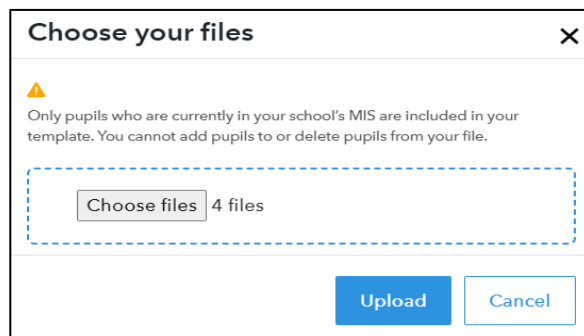 Choose your files
Only pupils who are currently in your school’s MIS are included in your
template. You cannot add pupils to or delete pupils from your file.
Choose files 4 files
Upload Cancel